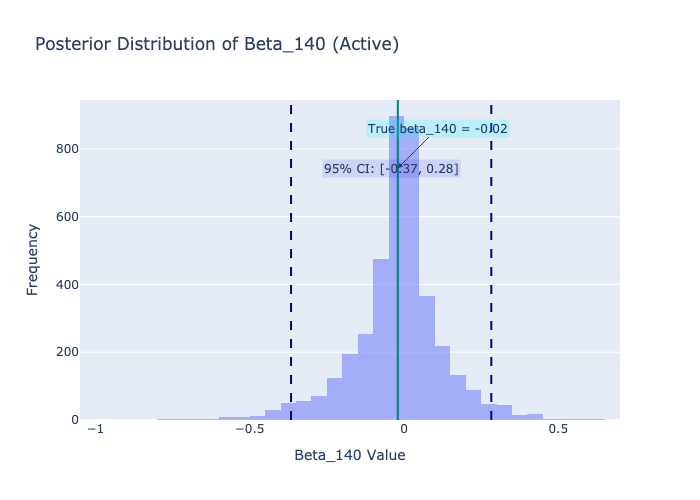 Posterior Distribution of Beta_140 (Active)
True beta_140 = -0.02
95% CI: [-0.37, 0.28]
800
600
400
200
0
Frequency
−1
−0.5
0
0.5
Beta_140 Value